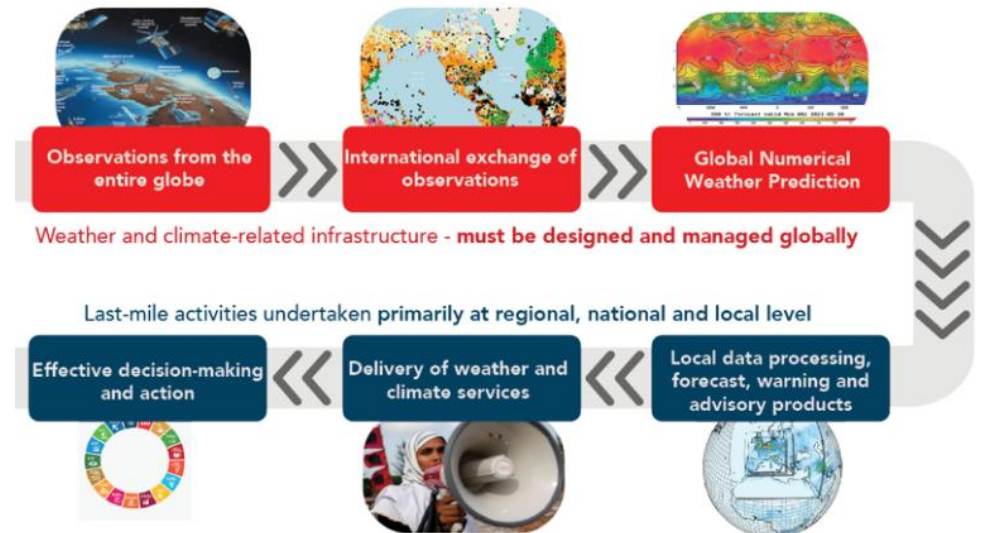 Observations from the
entire globe
International exchange of
observations
Global Numerical
Weather Prediction
Weather and climate-related infrastructure - must be designed and managed globally
Last-mile activities undertaken primarily at regional, national and local level
Effective decision-making
and action
Delivery of weather and
climate services
Local data processing,
forecast, warning and
advisory products